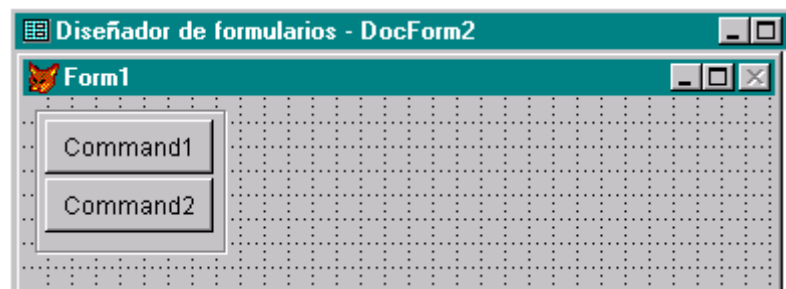 Diseñador de formularios - DocForm2
Form1
Command1
Command2